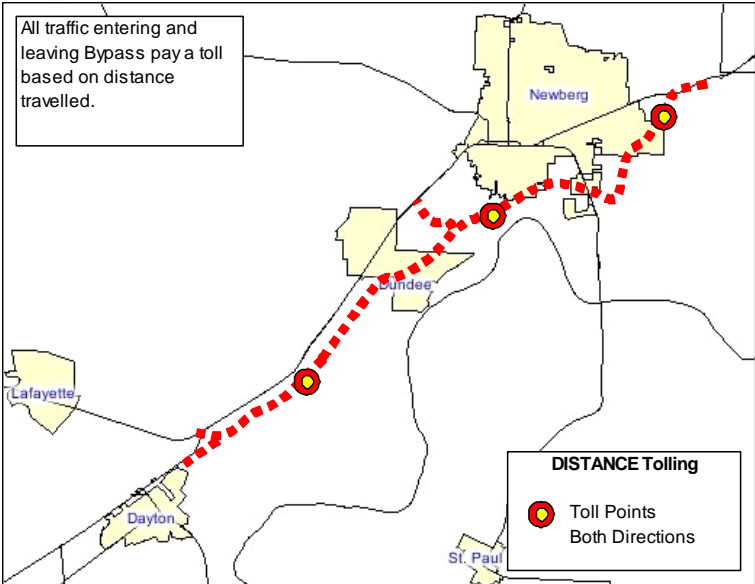 All traffic entering and
leaving Bypass pay a toll
based on distance
travelled.
Newberg
Dundee
Lafayette
Dayton
St. Paul
DISTANCE Tolling
Toll Points
Both Directions